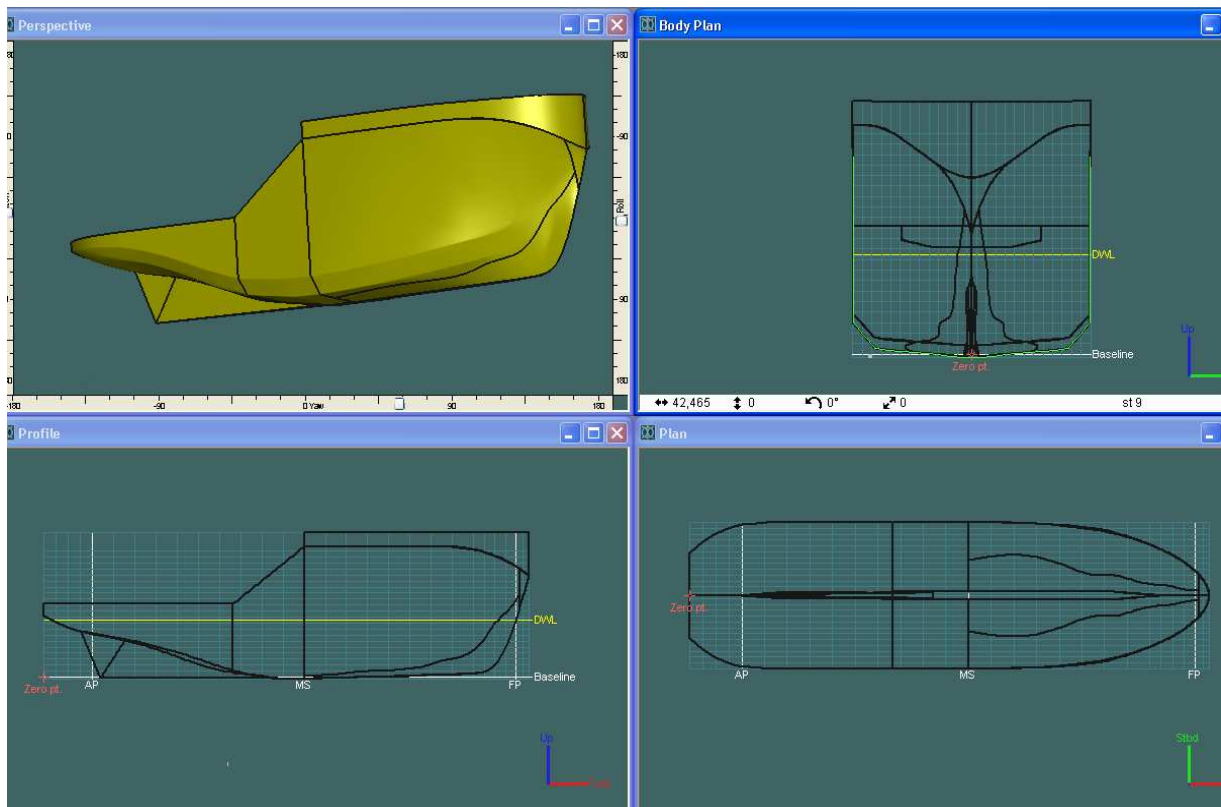 Perspective
-90
-90
-90
Roll
180
-180
-90
0 Yaw
90
180
Body Plan
DWL
Baseline
Zero pt.
Up
42,465 0 0° 0 st 9
Profile
DWL
Baseline
Zero pt.
AP
MS
FP
Up
Plan
Zero pt.
AP
MS
FP
Stbd